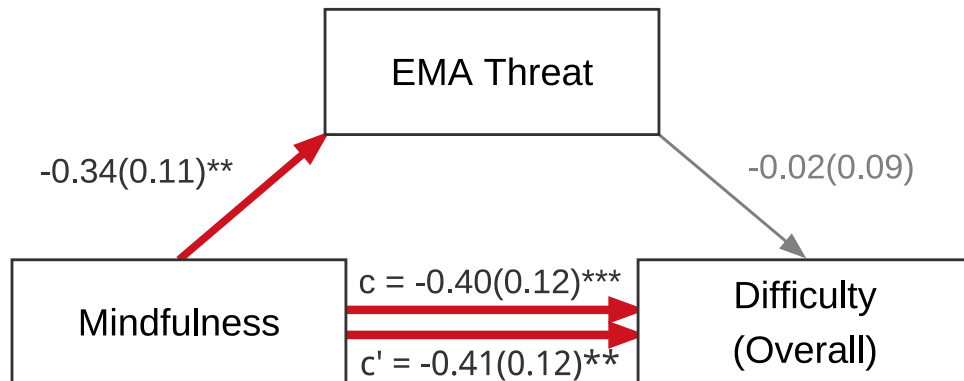 EMA Threat
-0.34(0.11)**
-0.02(0.09)
c = -0.40(0.12)***
Mindfulness
Difficulty
(Overall)
c' = -0.41(0.12)**